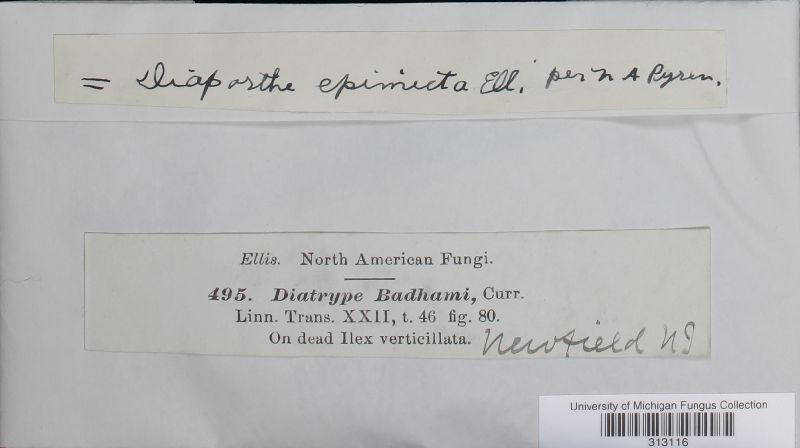 = Diaporthe epimicta Ell. per N A Pyren.
Ellis. North American Fungi.
495. Diatrype Badhami, Curr.
Linn. Trans. XXII, t. 46 fig. 80.
On dead Ilex verticillata. Newfield NJ
University of Michigan Fungus Collection
313116